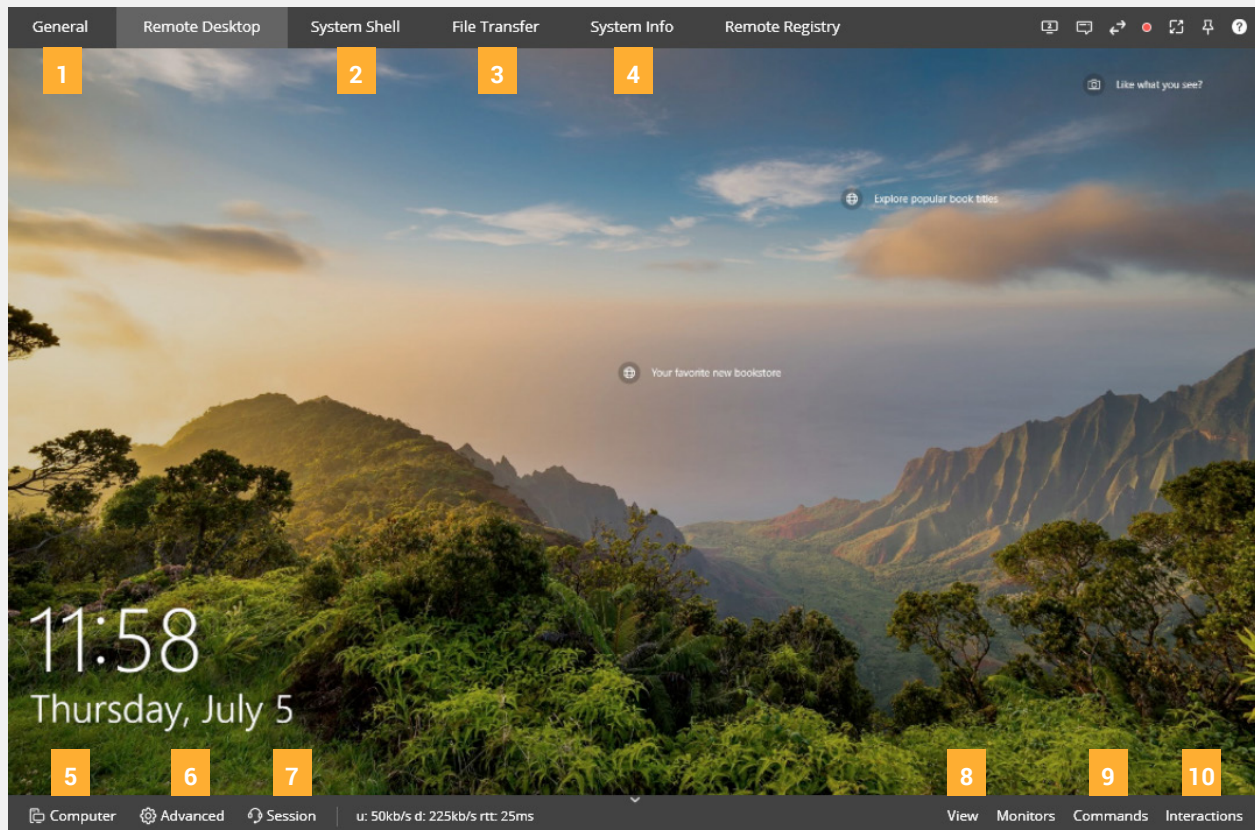 General Remote Desktop System Shell File Transfer System Info Remote Registry 2 ?
1 2 3 4
Like what you see?
Explore popular book titles
Your favorite new bookstore
11:58
Thursday, July 5
5 6 7 8 9 10
Computer Advanced Session u: 50kb/s d: 225kb/s rtt: 25ms View Monitors Commands Interactions